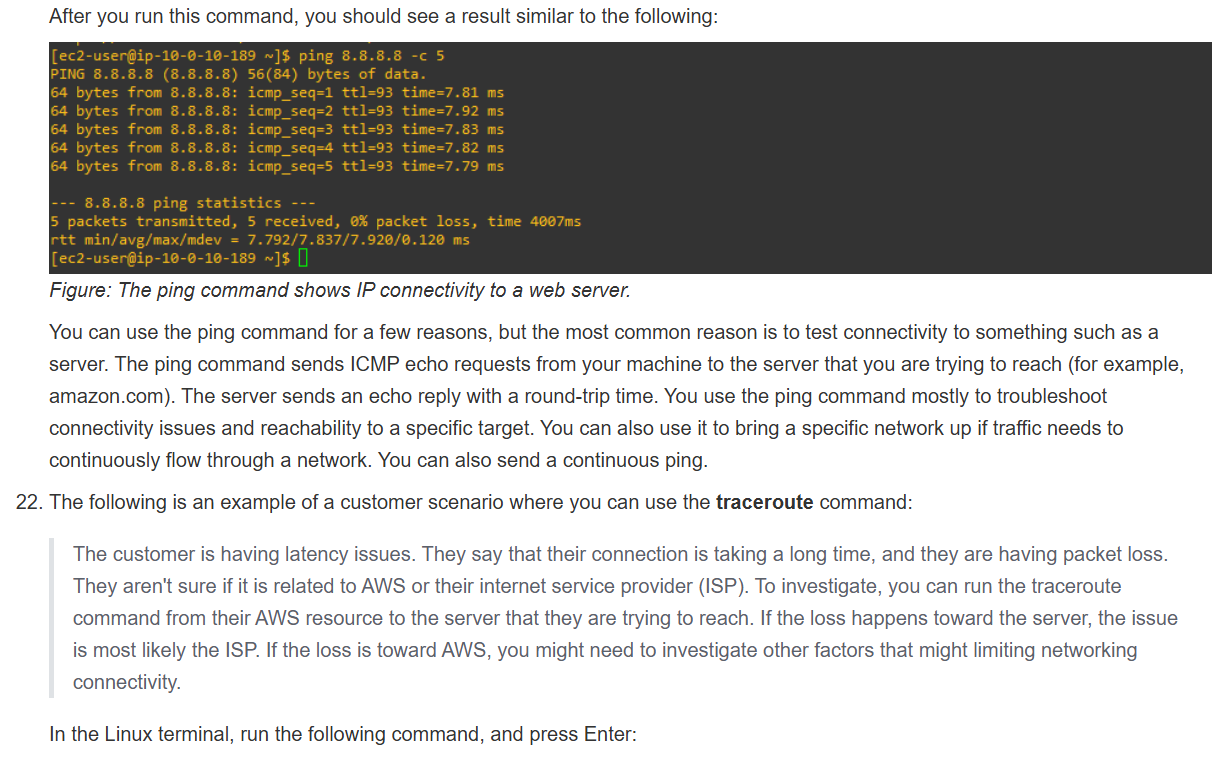 After you run this command, you should see a result similar to the following:
[ec2-user@ip-10-0-10-189 ~]$ ping 8.8.8.8 -c 5
PING 8.8.8.8 (8.8.8.8) 56(84) bytes of data.
64 bytes from 8.8.8.8: icmp_seq=1 ttl=93 time=7.81 ms
64 bytes from 8.8.8.8: icmp_seq=2 ttl=93 time=7.92 ms
64 bytes from 8.8.8.8: icmp_seq=3 ttl=93 time=7.83 ms
64 bytes from 8.8.8.8: icmp_seq=4 ttl=93 time=7.82 ms
64 bytes from 8.8.8.8: icmp_seq=5 ttl=93 time=7.79 ms
--- 8.8.8.8 ping statistics ---
5 packets transmitted, 5 received, 0% packet loss, time 4007ms
rtt min/avg/max/mdev = 7.792/7.837/7.920/0.120 ms
[ec2-user@ip-10-0-10-189 ~]$
Figure: The ping command shows IP connectivity to a web server.
You can use the ping command for a few reasons, but the most common reason is to test connectivity to something such as a
server. The ping command sends ICMP echo requests from your machine to the server that you are trying to reach (for example,
amazon.com). The server sends an echo reply with a round-trip time. You use the ping command mostly to troubleshoot
connectivity issues and reachability to a specific target. You can also use it to bring a specific network up if traffic needs to
continuously flow through a network. You can also send a continuous ping.
22. The following is an example of a customer scenario where you can use the traceroute command:
The customer is having latency issues. They say that their connection is taking a long time, and they are having packet loss.
They aren't sure if it is related to AWS or their internet service provider (ISP). To investigate, you can run the traceroute
command from their AWS resource to the server that they are trying to reach. If the loss happens toward the server, the issue
is most likely the ISP. If the loss is toward AWS, you might need to investigate other factors that might limiting networking
connectivity.
In the Linux terminal, run the following command, and press Enter: